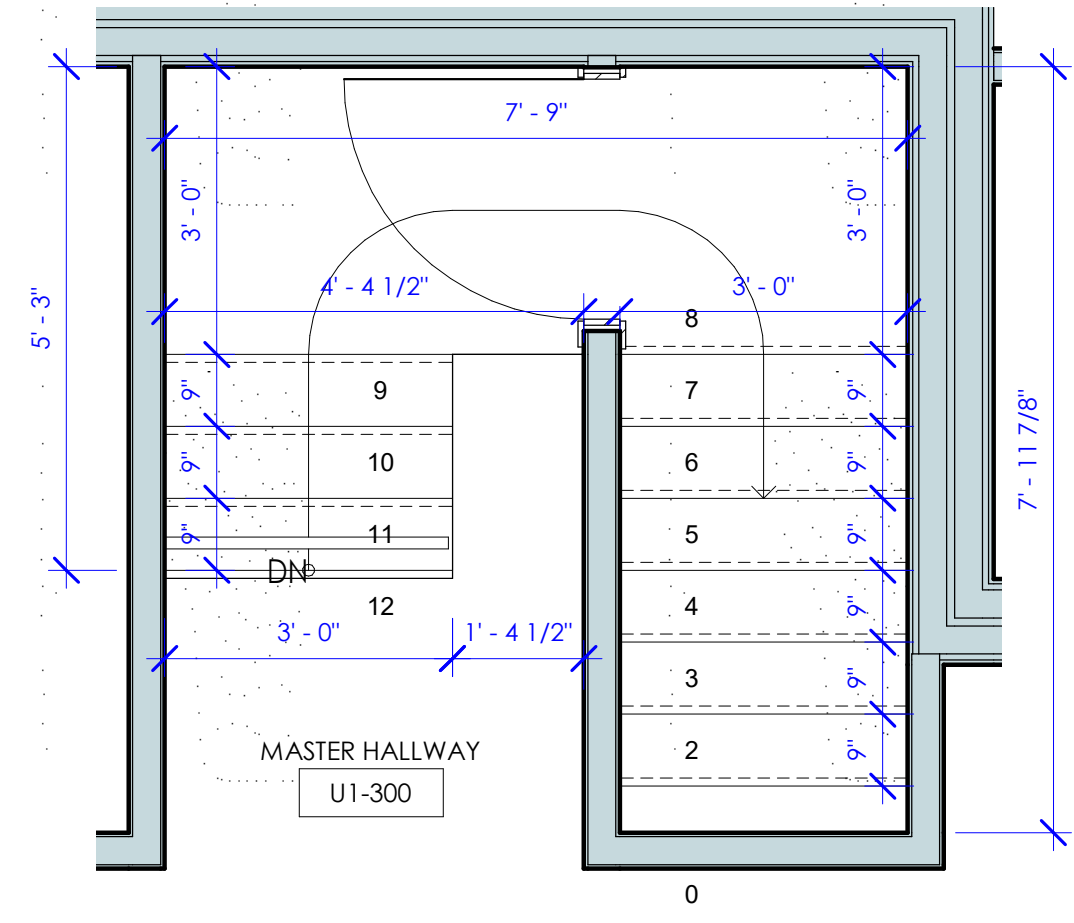 7' - 9"
3' - 0"
3' - 0"
4' - 4 1/2"
3' - 0"
5' - 3"
8
9"
9
7
9"
7' - 11 7/8"
9"
10
6
9"
9"
11
5
9"
DN
12
4
9"
3' - 0"
1' - 4 1/2"
3
9"
MASTER HALLWAY
2
9"
U1-300
0